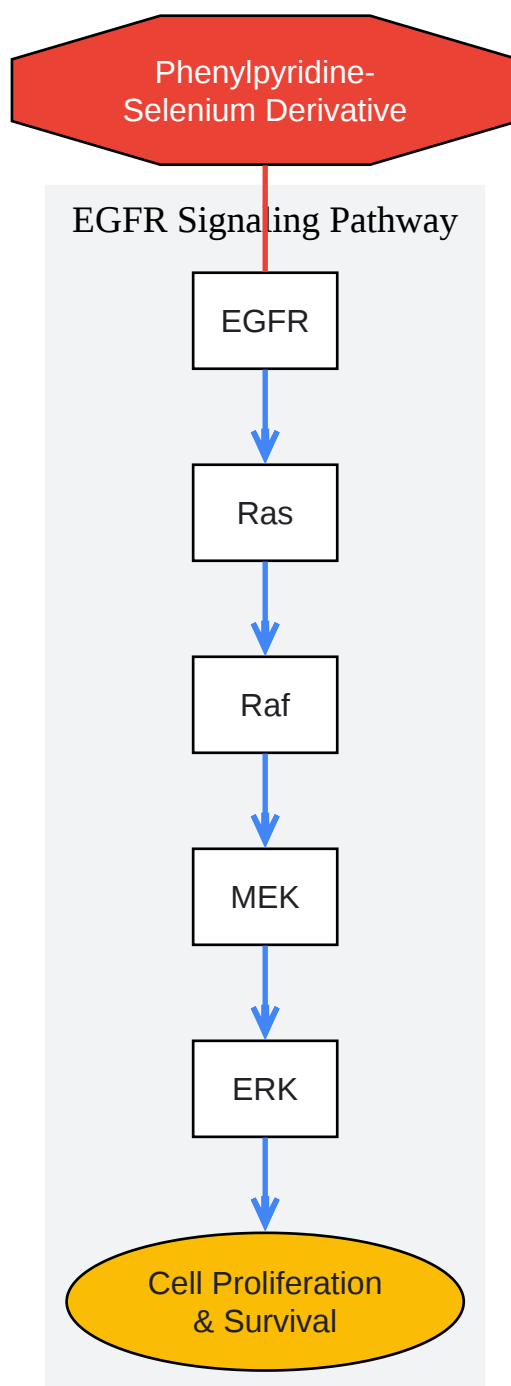 Phenylpyridine-
Selenium Derivative
EGFR Signaling Pathway
EGFR
Ras
Raf
MEK
ERK
Cell Proliferation
& Survival